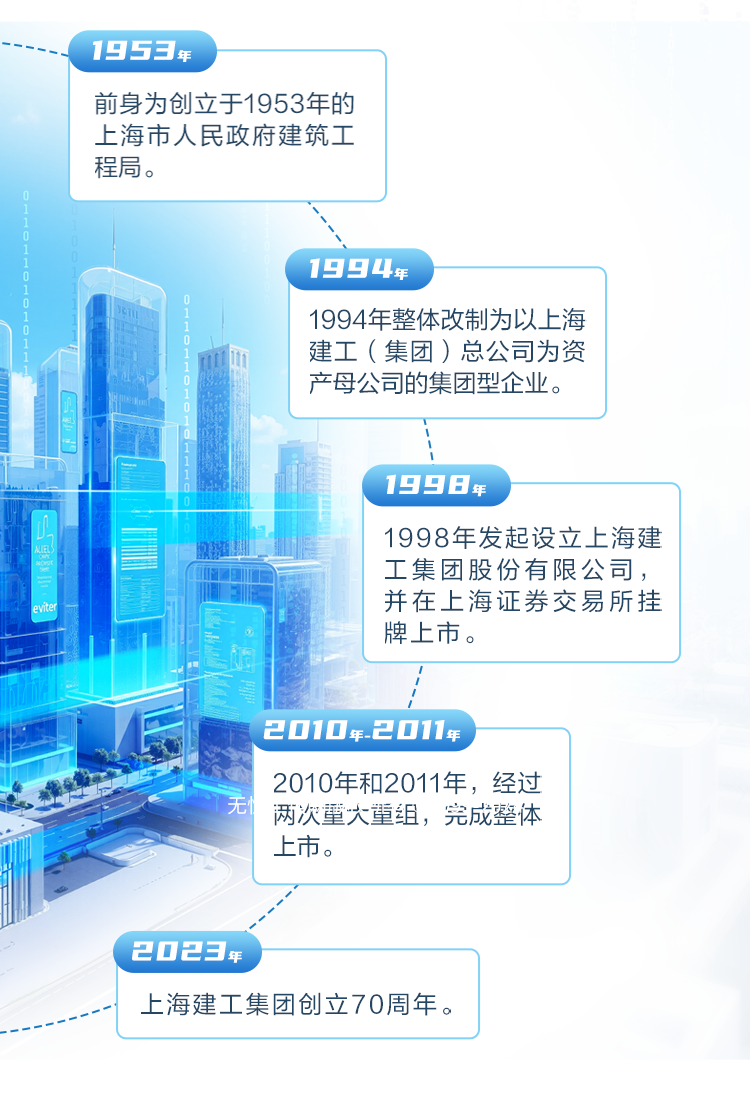 1953年
前身为创立于1953年的
上海市人民政府建筑工
程局。
1994年
1994年整体改制为以上海
建工（集团）总公司为资
产母公司的集团型企业。
1998年
1998年发起设立上海建
工集团股份有限公司，
并在上海证券交易所挂
牌上市。
eviter
2010年-2011年
2010年和2011年，经过
两次重大重组，完成整体
上市。
2023年
上海建工集团创立70周年。